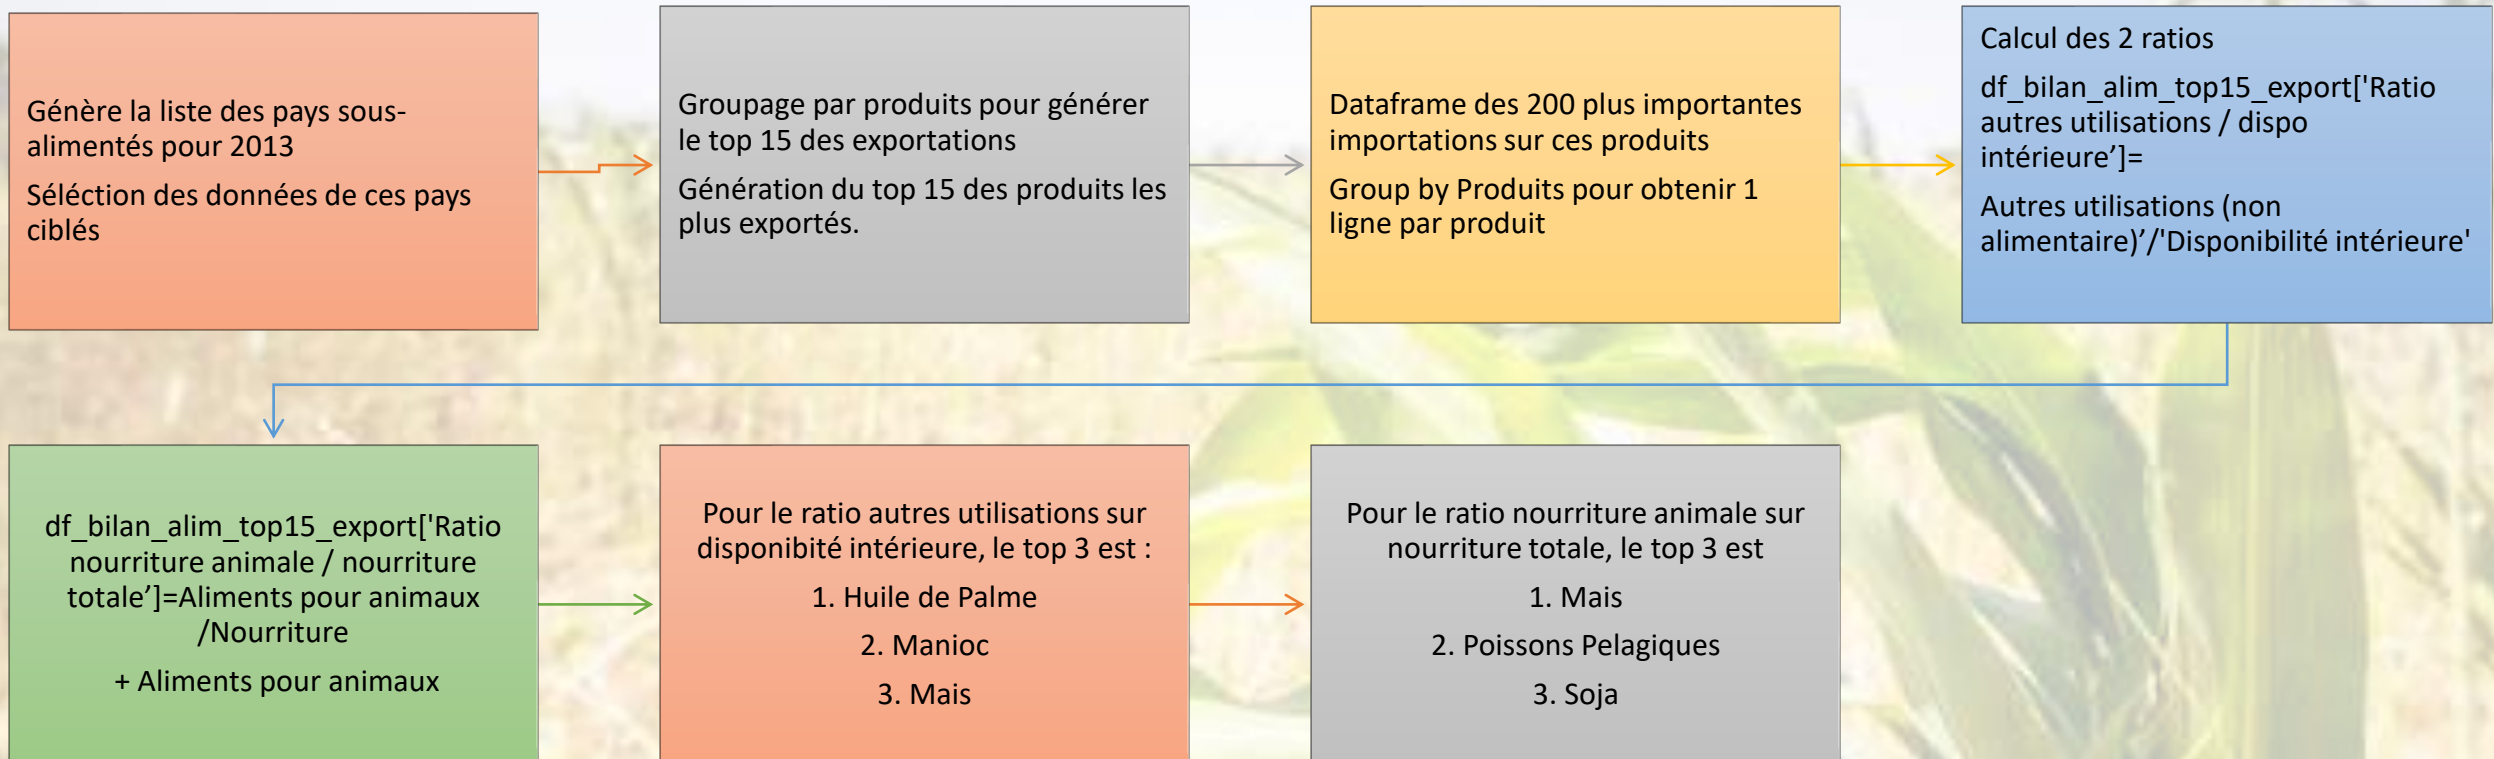 Génère la liste des pays sous-
alimentés pour 2013
Séléction des données de ces pays
ciblés
Groupage par produits pour générer
le top 15 des exportations
Génération du top 15 des produits les
plus exportés.
Dataframe des 200 plus importantes
importations sur ces produits
Group by Produits pour obtenir 1
ligne par produit
Calcul des 2 ratios
df_bilan_alim_top15_export['Ratio
autres utilisations / dispo
intérieure’]=
Autres utilisations (non
alimentaire)’/'Disponibilité intérieure'
df_bilan_alim_top15_export['Ratio
nourriture animale / nourriture
totale’]=Aliments pour animaux
/Nourriture
+ Aliments pour animaux
Pour le ratio autres utilisations sur
disponibité intérieure, le top 3 est :
1. Huile de Palme
2. Manioc
3. Mais
Pour le ratio nourriture animale sur
nourriture totale, le top 3 est
1. Mais
2. Poissons Pelagiques
3. Soja